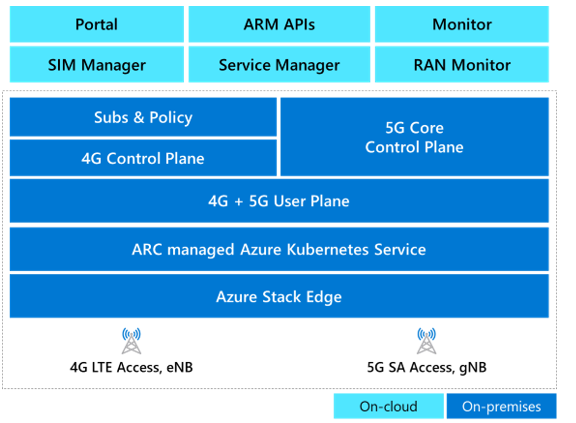 Portal
ARM APIs
Monitor
SIM Manager
Service Manager
RAN Monitor
Subs & Policy
4G Control Plane
5G Core
Control Plane
4G + 5G User Plane
ARC managed Azure Kubernetes Service
Azure Stack Edge
4G LTE Access, eNB
5G SA Access, gNB
On-cloud
On-premises